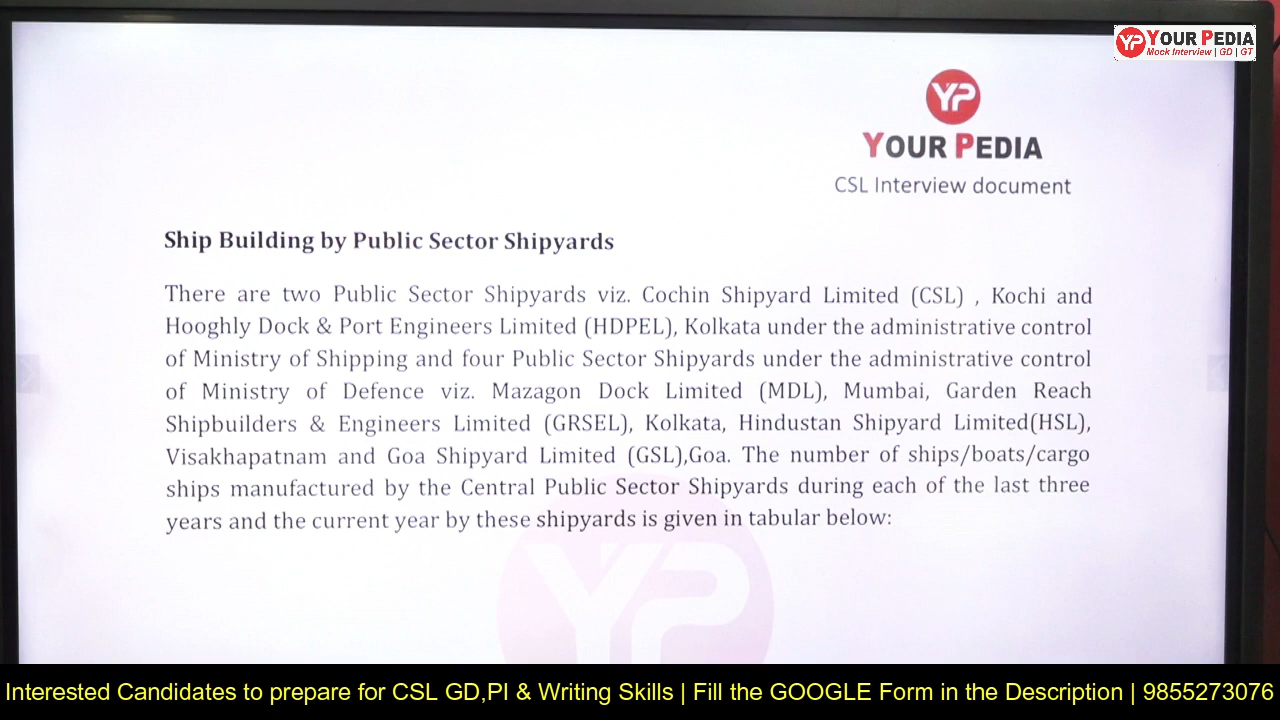 YP YOUR PEDIA
Mock Interview | GD | GT
YP
YOUR PEDIA
CSL Interview document
Ship Building by Public Sector Shipyards
There are two Public Sector Shipyards viz. Cochin Shipyard Limited (CSL) , Kochi and
Hooghly Dock & Port Engineers Limited (HDPEL), Kolkata under the administrative control
of Ministry of Shipping and four Public Sector Shipyards under the administrative control
of Ministry of Defence viz. Mazagon Dock Limited (MDL), Mumbai, Garden Reach
Shipbuilders & Engineers Limited (GRSEL), Kolkata, Hindustan Shipyard Limited(HSL),
Visakhapatnam and Goa Shipyard Limited (GSL),Goa. The number of ships/boats/cargo
ships manufactured by the Central Public Sector Shipyards during each of the last three
years and the current year by these shipyards is given in tabular below:
YP
Interested Candidates to prepare for CSL GD,PI & Writing Skills | Fill the GOOGLE Form in the Description | 9855273076